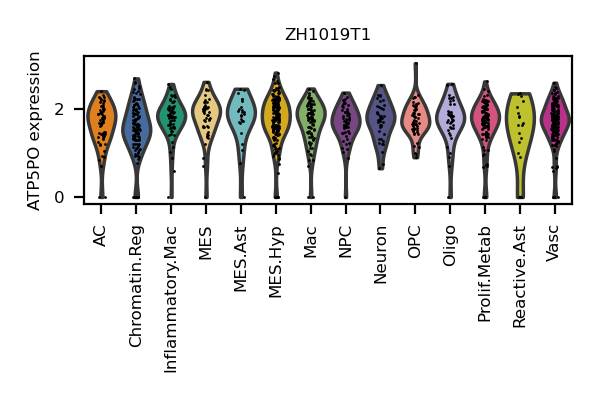 ZH1019T1
ATP5PO expression
2
0
AC
Chromatin.Reg
Inflammatory.Mac
MES
MES.Ast
MES.Hyp
Mac
NPC
Neuron
OPC
Oligo
Prolif.Metab
Reactive.Ast
Vasc